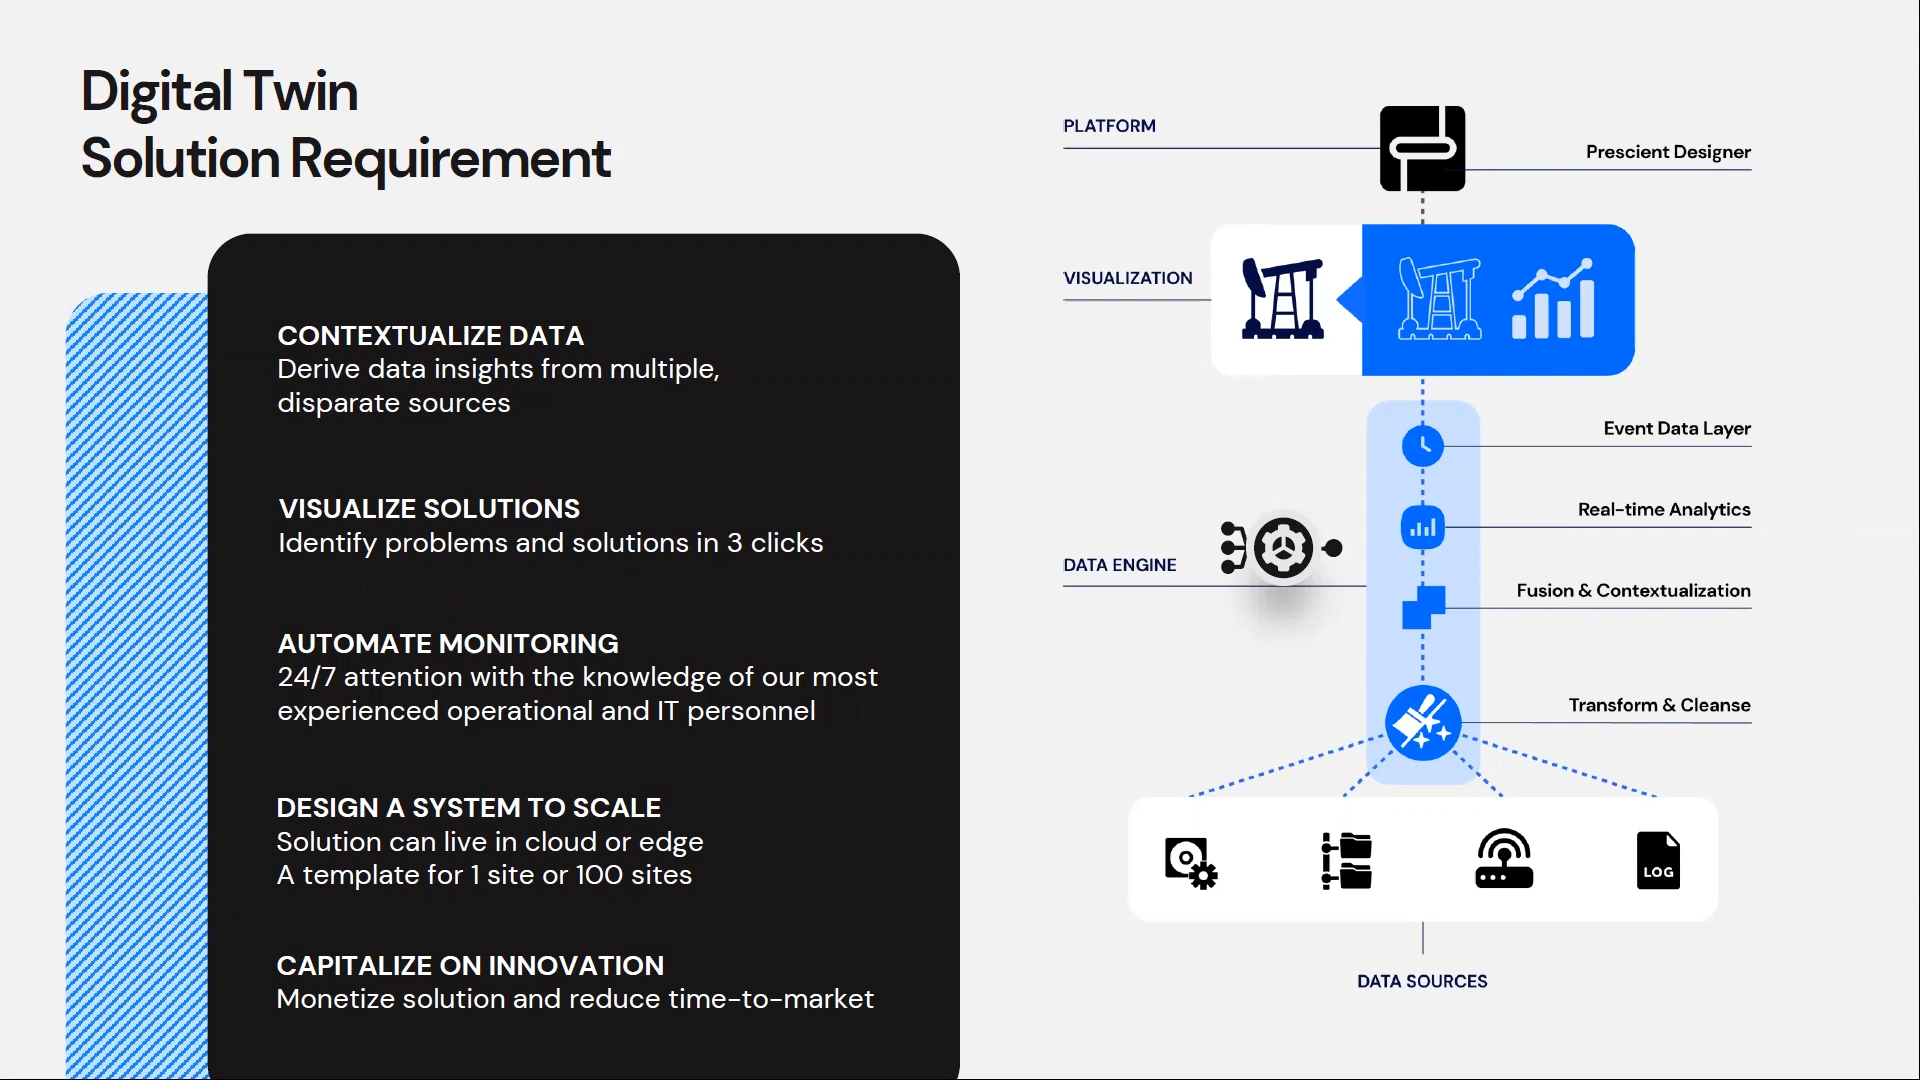 Digital Twin
Solution Requirement
CONTEXTUALIZE DATA
Derive data insights from multiple,
disparate sources
VISUALIZE SOLUTIONS
Identify problems and solutions in 3 clicks
AUTOMATE MONITORING
24/7 attention with the knowledge of our most
experienced operational and IT personnel
DESIGN A SYSTEM TO SCALE
Solution can live in cloud or edge
A template for 1 site or 100 sites
CAPITALIZE ON INNOVATION
Monetize solution and reduce time-to-market
PLATFORM
Prescient Designer
VISUALIZATION
Event Data Layer
Real-time Analytics
DATA ENGINE
Fusion & Contextualization
Transform & Cleanse
LOG
DATA SOURCES